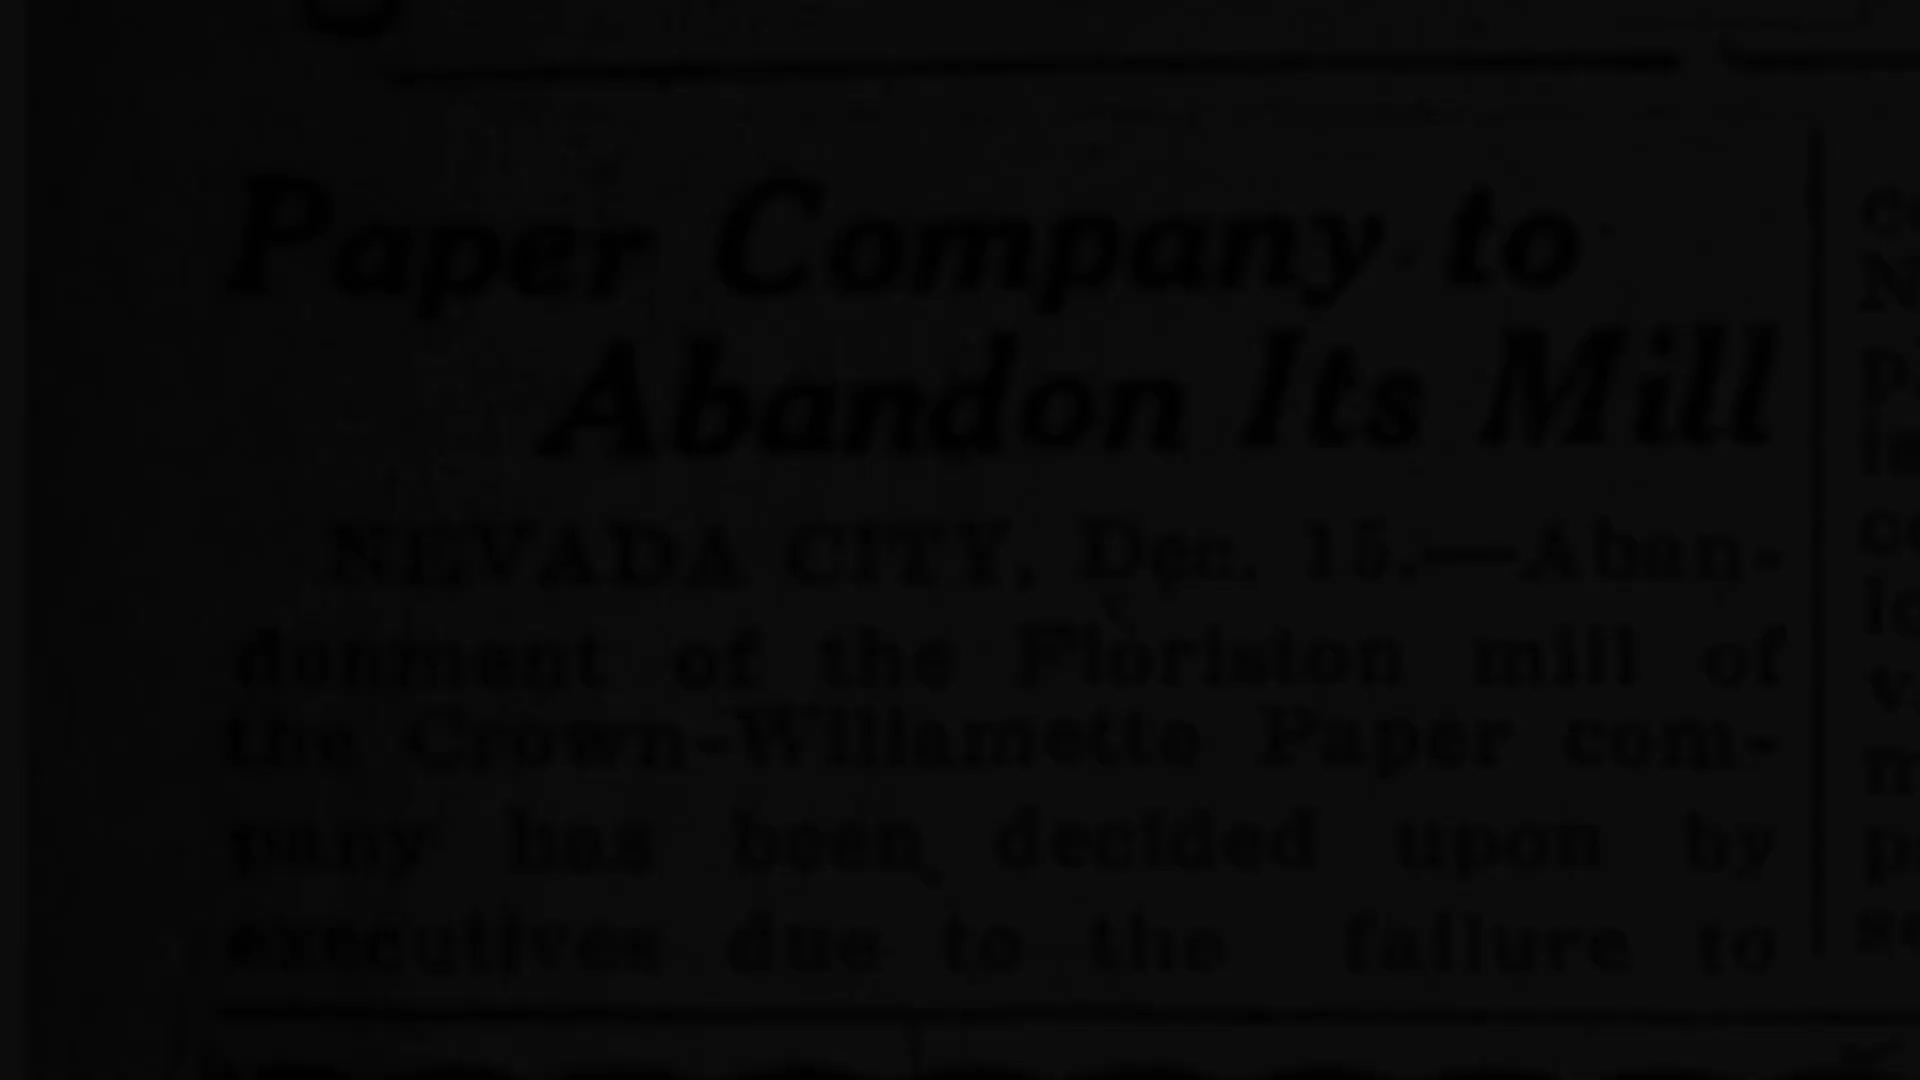 Paper Company to
Abandon Its Mill
NEVADA CITY, Dec. 15.—Aban-
donment of the Floriston mill of
the Crown-Willamette Paper com-
pany has been decided upon by
executives due to the failure to